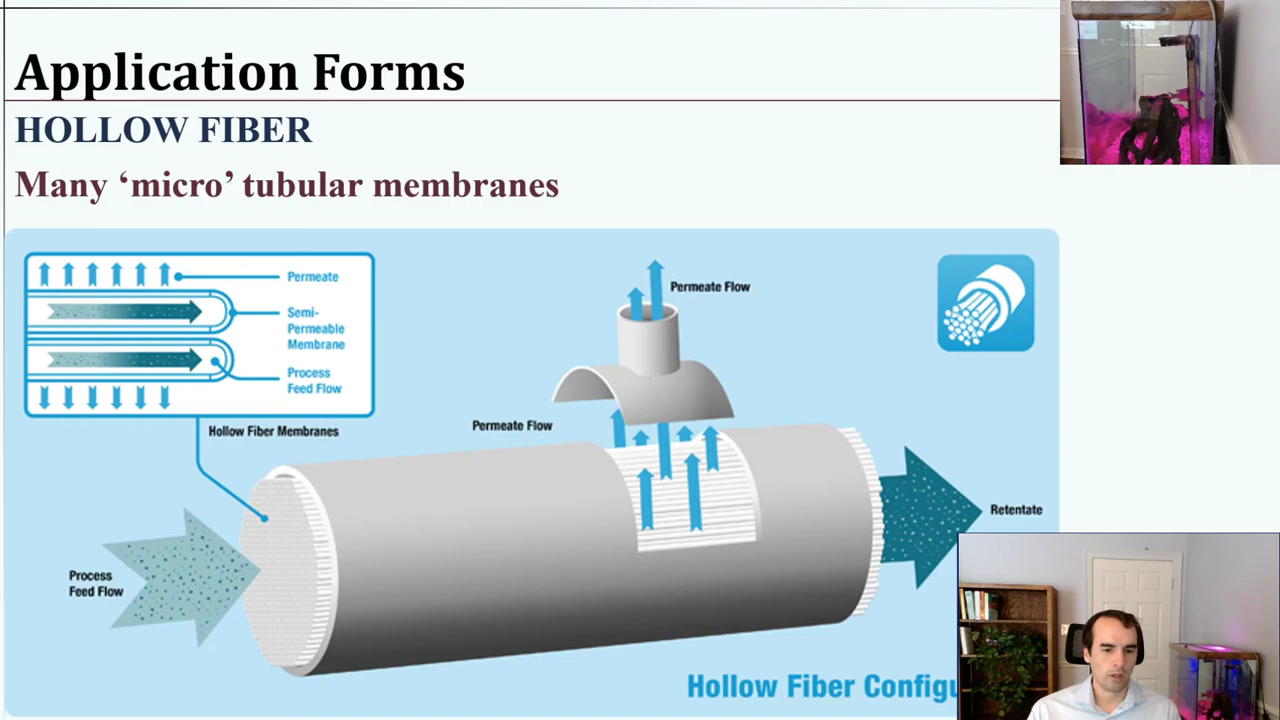 Application Forms
HOLLOW FIBER
Many ‘micro’ tubular membranes
Permeate
Semi-
Permeable
Membrane
Process
Feed Flow
Hollow Fiber Membranes
Permeate Flow
Permeate Flow
Process
Feed Flow
Retentate
Hollow Fiber Configu